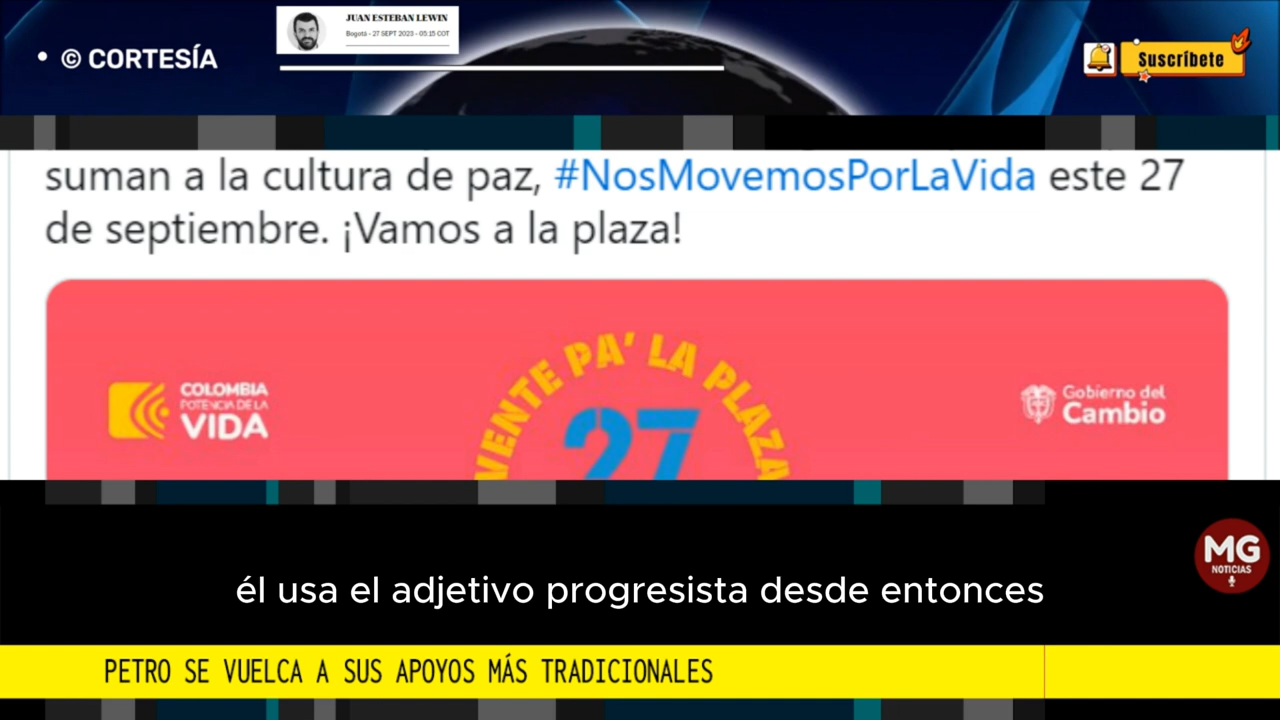 • © CORTESÍA
JUAN ESTEBAN LEWIN
Bogotá - 27 SEPT 2023 - 05:15 COT
Suscríbete
suman a la cultura de paz, #NosMovemosPorLaVida este 27
de septiembre. ¡Vamos a la plaza!
COLOMBIA
POTENCIA DE LA
VIDA
VENTE PA' LA PLAZA
27
Gobierno del
Cambio
MG
NOTICIAS
él usa el adjetivo progresista desde entonces
PETRO SE VUELCA A SUS APOYOS MÁS TRADICIONALES